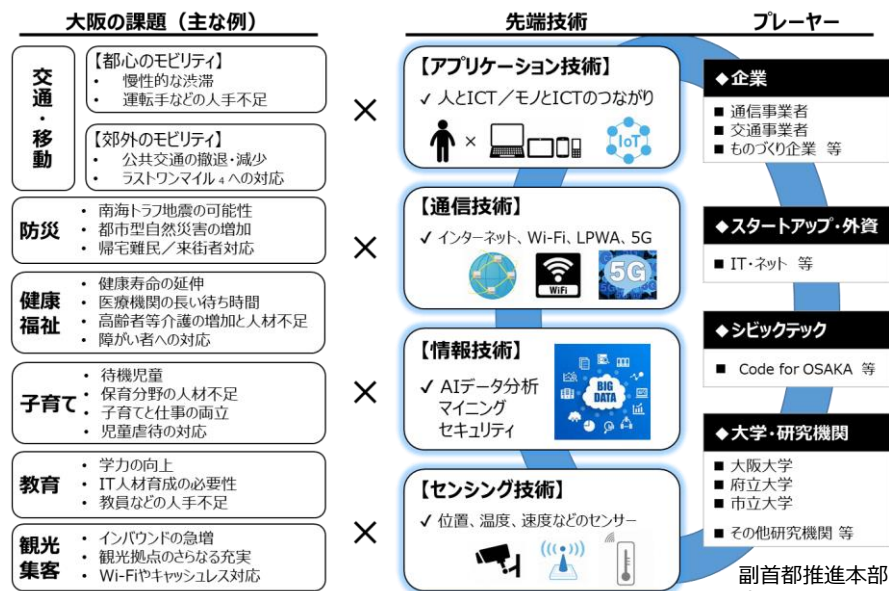 大阪の課題（主な例）
先端技術
プレーヤー
交通・移動
【都心のモビリティ】
・ 慢性的な渋滞
・ 運転手などの人手不足
【郊外のモビリティ】
・ 公共交通の撤退・減少
・ ラストワンマイル 4 への対応
防災
・ 南海トラフ地震の可能性
・ 都市型自然災害の増加
・ 帰宅難民／来街者対応
健康
福祉
・ 健康寿命の延伸
・ 医療機関の長い待ち時間
・ 高齢者等介護の増加と人材不足
・ 障がい者への対応
子育て
・ 待機児童
・ 保育分野の人材不足
・ 子育てと仕事の両立
・ 児童虐待の対応
教育
・ 学力の向上
・ IT人材育成の必要性
・ 教員などの人手不足
観光
集客
・ インバウンドの急増
・ 観光拠点のさらなる充実
・ Wi-Fiやキャッシュレス対応
×
×
×
×
×
【アプリケーション技術】
✓ 人とICT／モノとICTのつながり
×
IoT
【通信技術】
✓ インターネット、Wi-Fi、LPWA、5G
WiFi
5G
【情報技術】
✓ AIデータ分析
マイニング
セキュリティ
BIG
DATA
【センシング技術】
✓ 位置、温度、速度などのセンサー
◆企業
■ 通信事業者
■ 交通事業者
■ ものづくり企業 等
◆スタートアップ・外資
■ IT・ネット 等
◆シビックテック
■ Code for OSAKA 等
◆大学・研究機関
■ 大阪大学
■ 府立大学
■ 市立大学
■ その他研究機関 等
副首都推進本部